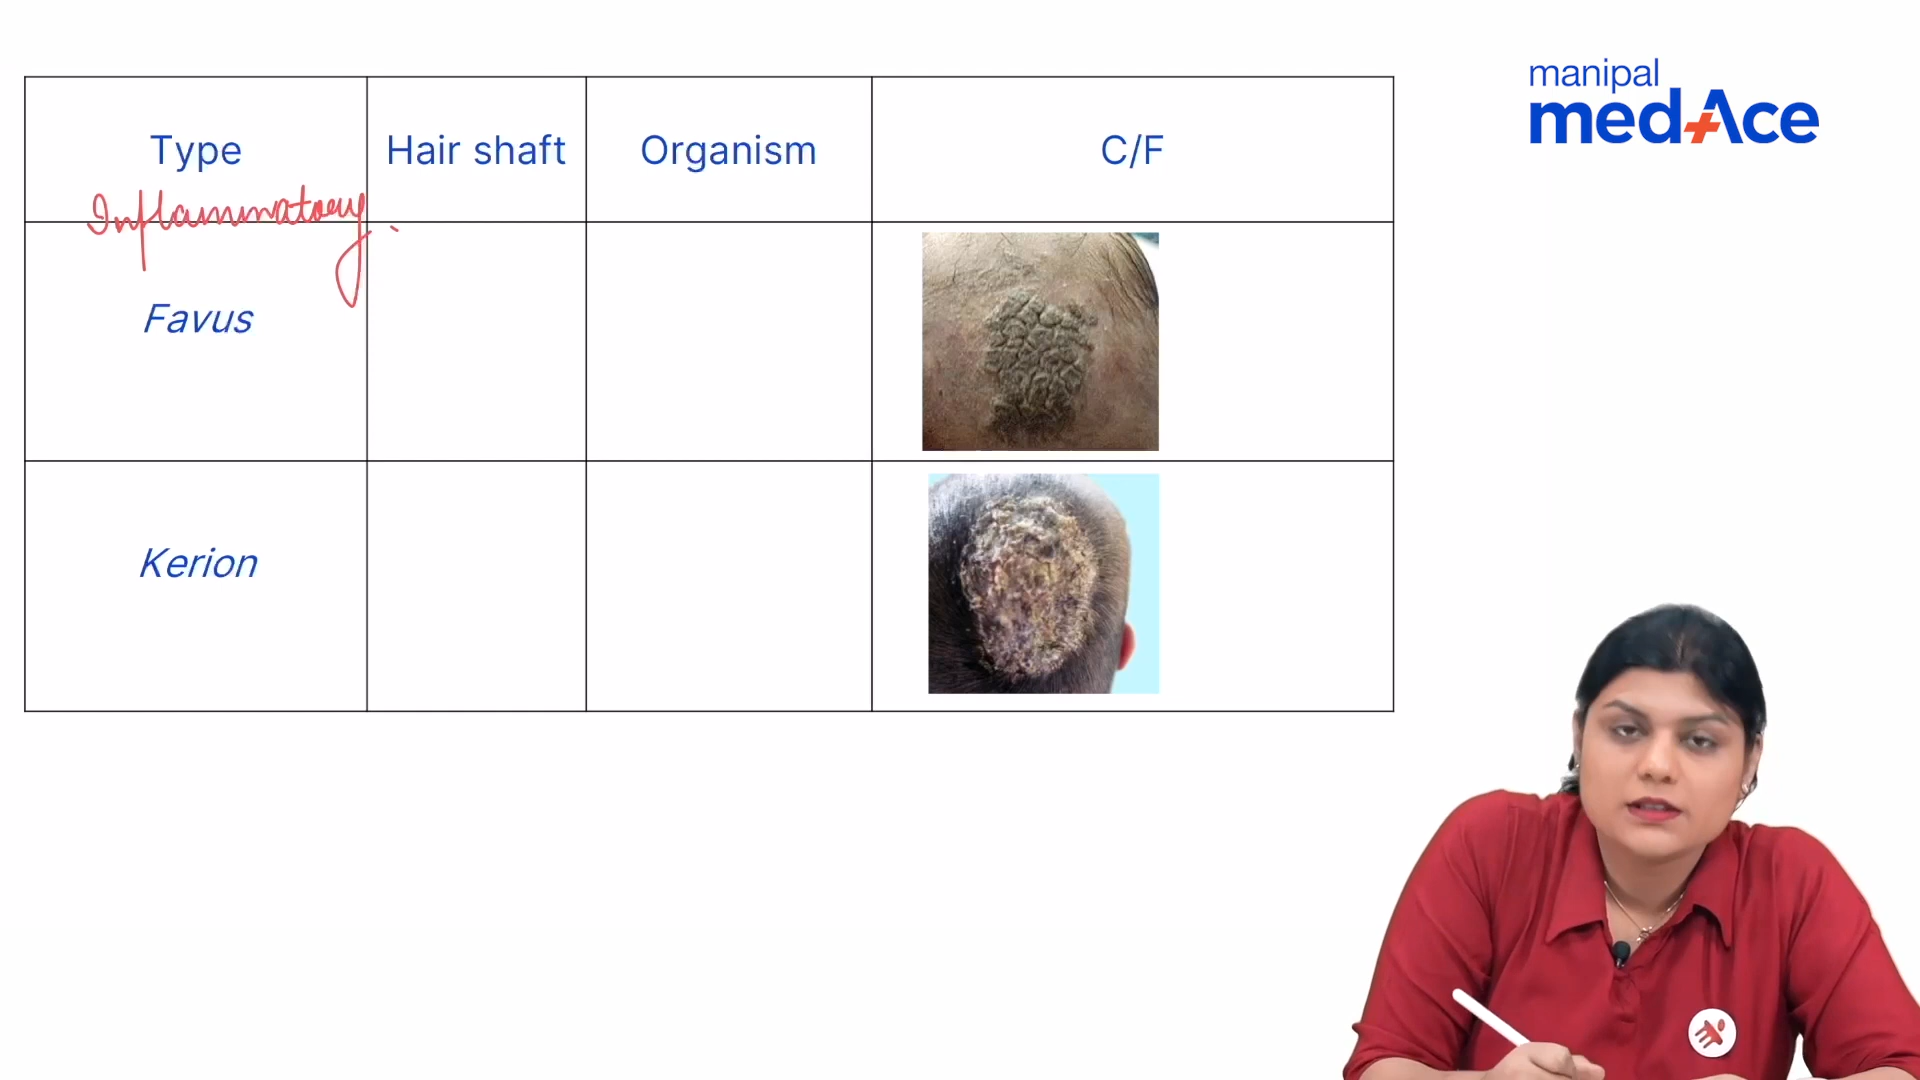 manipal
medAce
Type
Hair shaft
Organism
C/F
Inflammatory
Favus
Kerion